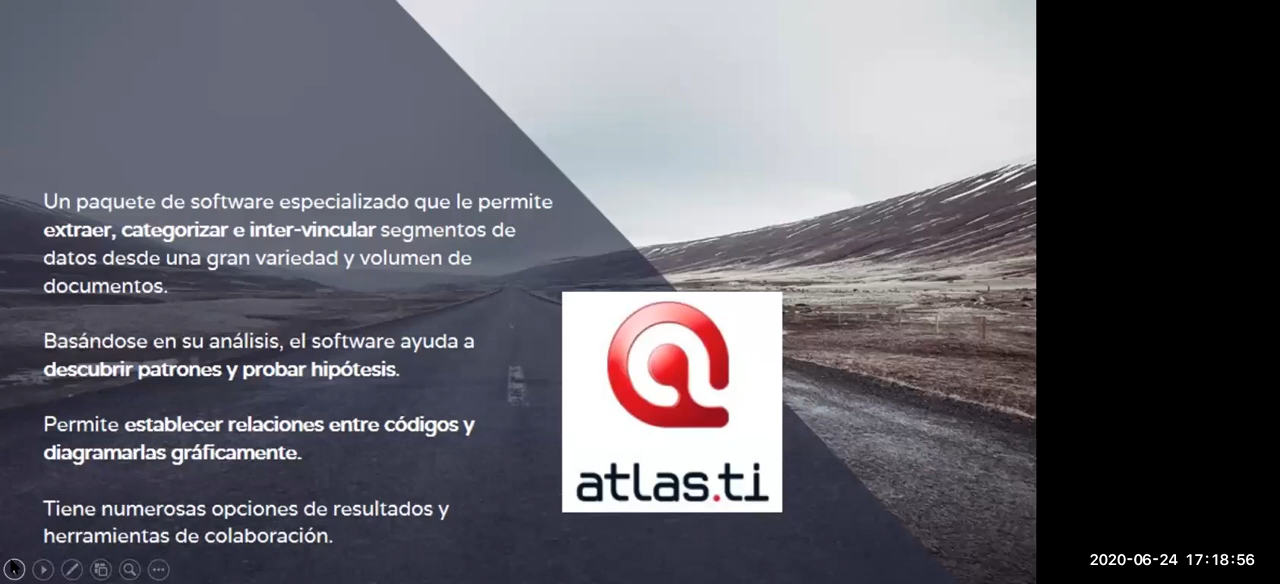 Un paquete de software especializado que le permite
extraer, categorizar e inter-vincular segmentos de
datos desde una gran variedad y volumen de
documentos.
Basándose en su análisis, el software ayuda a
descubrir patrones y probar hipótesis.
Permite establecer relaciones entre códigos y
diagramarlas gráficamente.
Tiene numerosas opciones de resultados y
herramientas de colaboración.
atlas.ti
2020-06-24 17:18:56